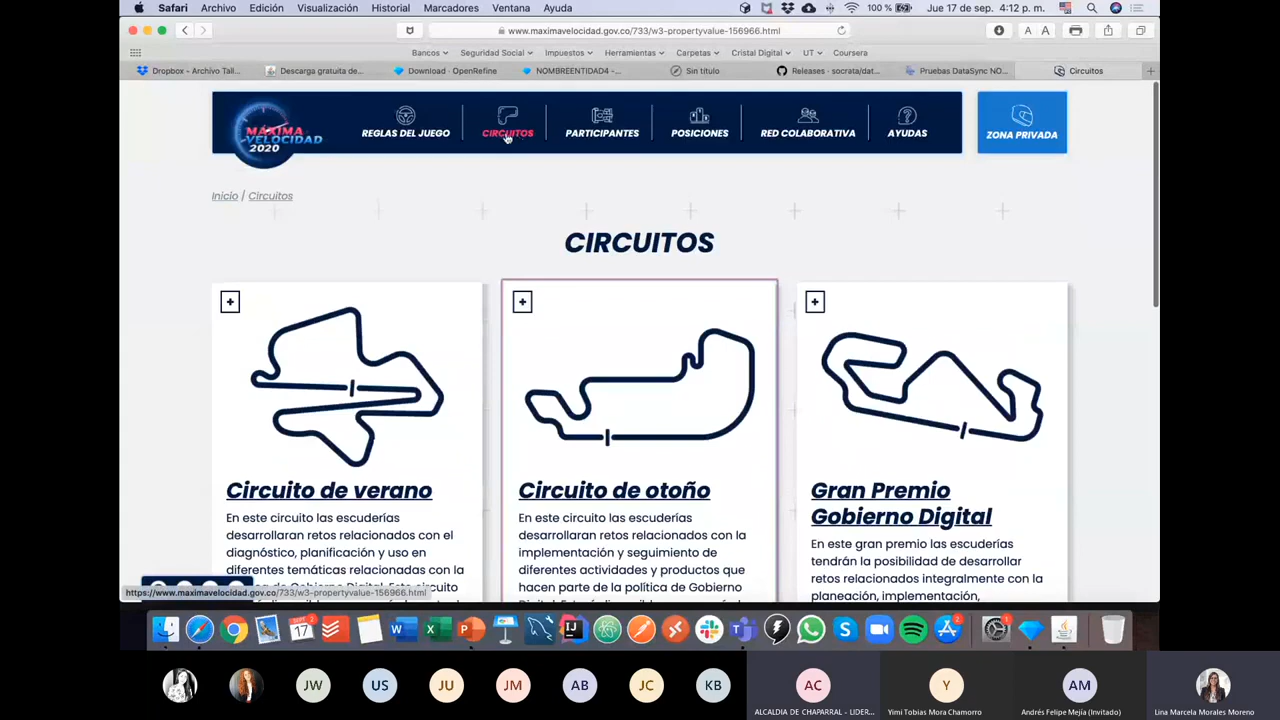 Safari Archivo Edición Visualización Historial Marcadores Ventana Ayuda 100 % Jue 17 de sep. 4:12 p. m.
www.maximavelocidad.gov.co/733/w3-propertyvalue-156966.html
A A
Bancos Seguridad Social Impuestos Herramientas Carpetas Cristal Digital UT Coursera
Dropbox - Archivo Tall... Descarga gratuita de... Download · OpenRefine NOMBREENTIDAD4 -... Sin título Releases · socrata/dat... Pruebas DataSync NO... Circuitos
MÁXIMA
VELOCIDAD
2020
REGLAS DEL JUEGO CIRCUITOS PARTICIPANTES POSICIONES RED COLABORATIVA AYUDAS ZONA PRIVADA
Inicio / Circuitos
CIRCUITOS
Circuito de verano
En este circuito las escuderías
desarrollaran retos relacionados con el
diagnóstico, planificación y uso en
diferentes temáticas relacionadas con la
de Gobierno Digital. Este circuito
Circuito de otoño
En este circuito las escuderías
desarrollaran retos relacionados con la
implementación y seguimiento de
diferentes actividades y productos que
hacen parte de la política de Gobierno
Gran Premio
Gobierno Digital
En este gran premio las escuderías
tendrán la posibilidad de desarrollar
retos relacionados integralmente con la
planeación, implementación,
https://www.maximavelocidad.gov.co/733/w3-propertyvalue-156966.html
17
JW US JU JM AB JC KB AC Y AM
ALCALDIA DE CHAPARRAL - LIDER... Yimi Tobias Mora Chamorro Andrés Felipe Mejía (Invitado) Lina Marcela Morales Moreno